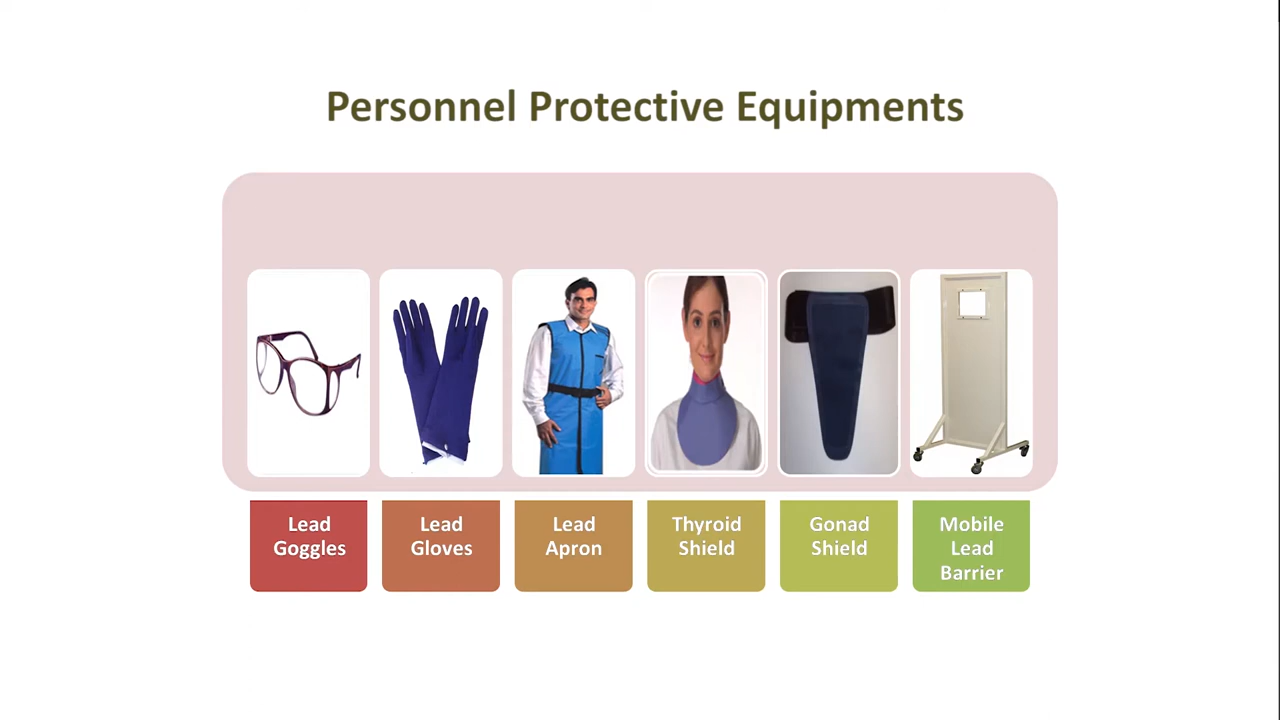 Personnel Protective Equipments
Lead
Goggles
Lead
Gloves
Lead
Apron
Thyroid
Shield
Gonad
Shield
Mobile
Lead
Barrier